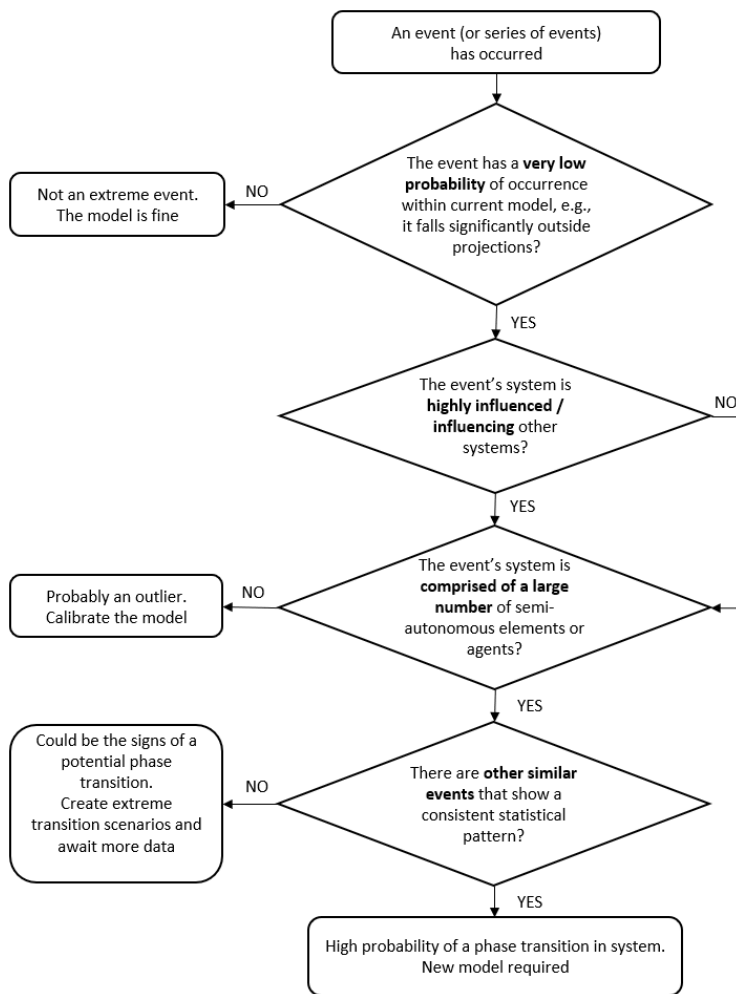 An event (or series of events)
has occurred
The event has a very low
probability of occurrence
within current model, e.g.,
it falls significantly outside
projections?
NO
Not an extreme event.
The model is fine
YES
The event’s system is
highly influenced /
influencing other
systems?
NO
YES
The event’s system is
comprised of a large
number of semi-
autonomous elements or
agents?
NO
Probably an outlier.
Calibrate the model
YES
There are other similar
events that show a
consistent statistical
pattern?
NO
Could be the signs of a
potential phase
transition.
Create extreme
transition scenarios and
await more data
YES
High probability of a phase transition in system.
New model required